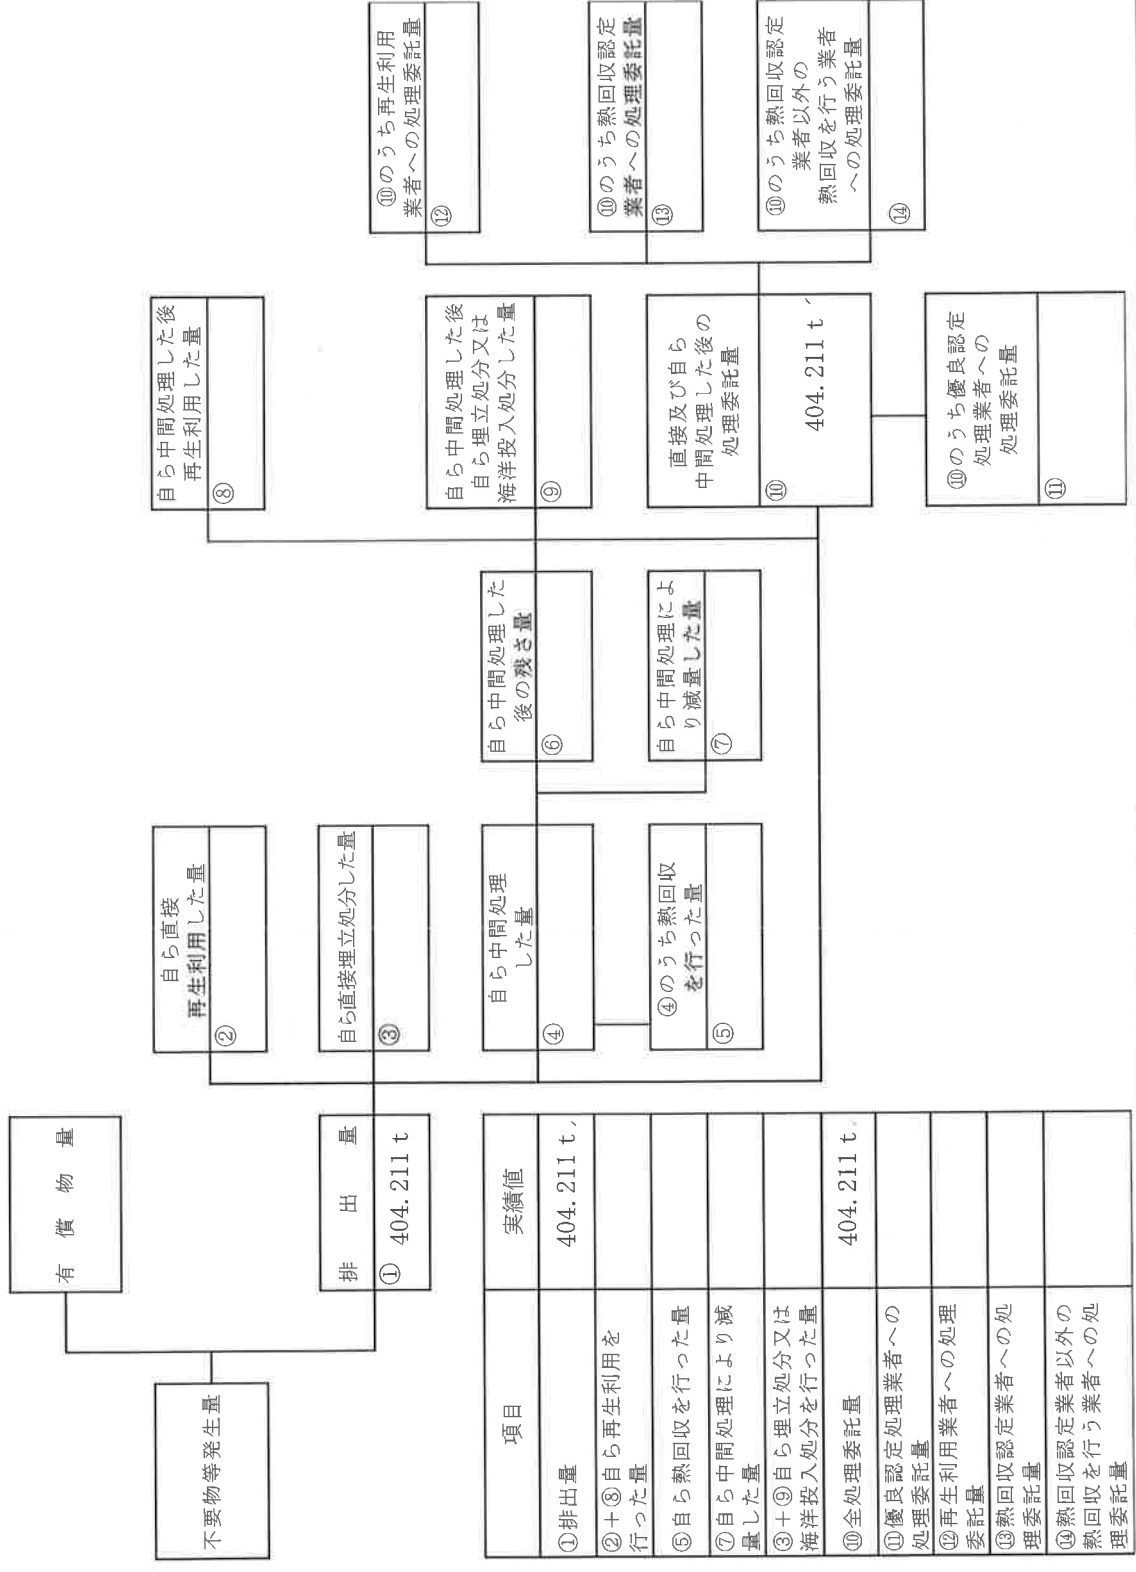 不要物等発生量
有償物量
排出量
① 404.211 t
自ら直接
再生利用した量
②
自ら直接埋立処分した量
③
自ら中間処理
した量
④
④のうち熱回収
を行った量
⑤
自ら中間処理した
後の残さ量
⑥
自ら中間処理によ
り減量した量
⑦
自ら中間処理した後
再生利用した量
⑧
自ら中間処理した後
自ら埋立処分又は
海洋投入処分した量
⑨
直接及び自ら
中間処理した後の
処理委託量
⑩
404.211 t
⑩のうち優良認定
処理業者への
処理委託量
⑪
⑩のうち再生利用
業者への処理委託量
⑫
⑩のうち熱回収認定
業者への処理委託量
⑬
⑩のうち熱回収認定
業者以外の
熱回収を行う業者
への処理委託量
⑭
項目 実績値
①排出量 404.211 t
②+⑧自ら再生利用を
行った量
⑤自ら熱回収を行った量
⑦自ら中間処理により減
量した量
③+⑨自ら埋立処分又は
海洋投入処分を行った量
⑩全処理委託量 404.211 t
⑪優良認定処理業者への
処理委託量
⑫再生利用業者への処理
委託量
⑬熱回収認定業者への処
理委託量
⑭熱回収認定業者以外の
熱回収を行う業者への処
理委託量